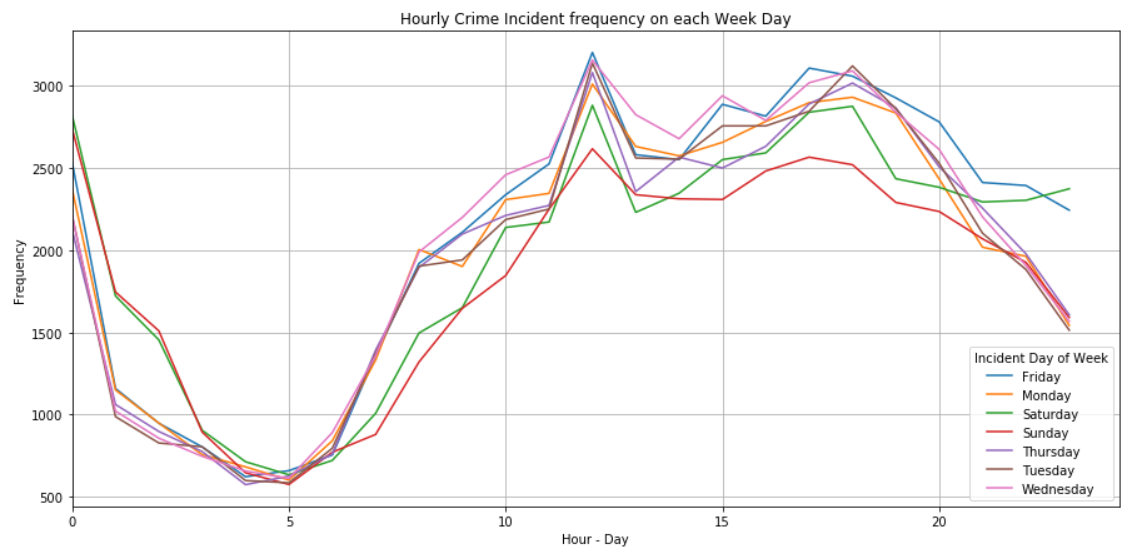 Hourly Crime Incident frequency on each Week Day
Frequency
3000
2500
2000
1500
1000
500
0
5
10
15
20
Hour - Day
Incident Day of Week
Friday
Monday
Saturday
Sunday
Thursday
Tuesday
Wednesday